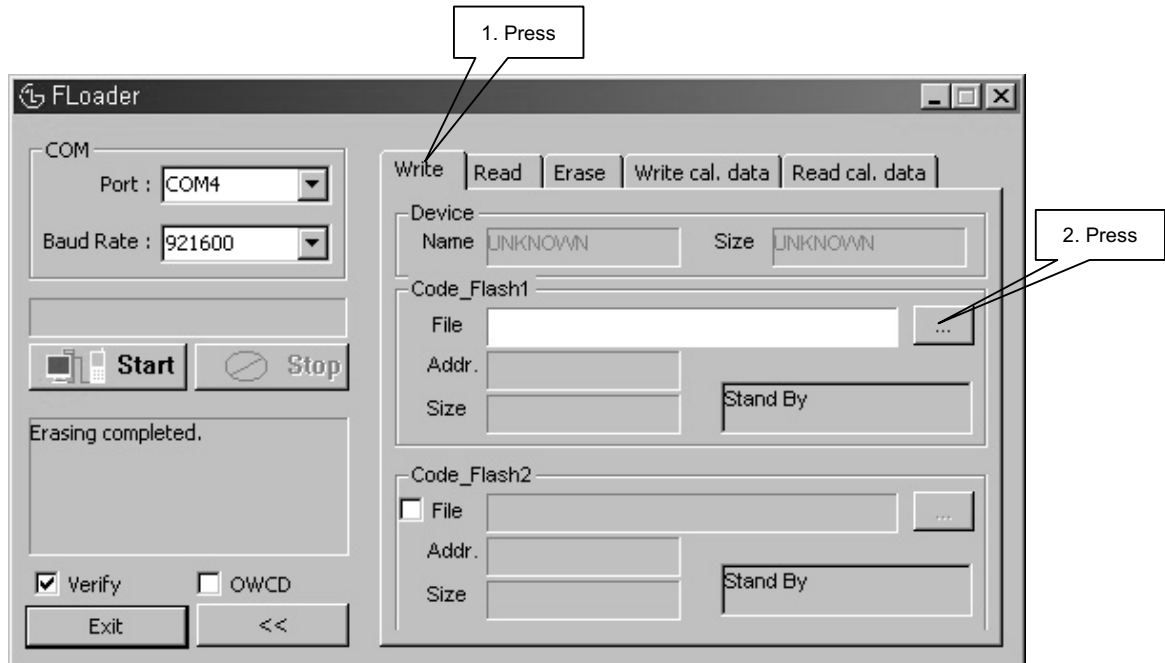 1. Press
FLoader
COM
Port : COM4
Baud Rate : 921600
Start Stop
Erasing completed.
Verify OWCD
Exit <<
Write Read Erase Write cal. data Read cal. data
Device
Name UNKNOWN Size UNKNOWN
2. Press
Code_Flash1
File ...
Addr.
Size Stand By
Code_Flash2
File ...
Addr.
Size Stand By